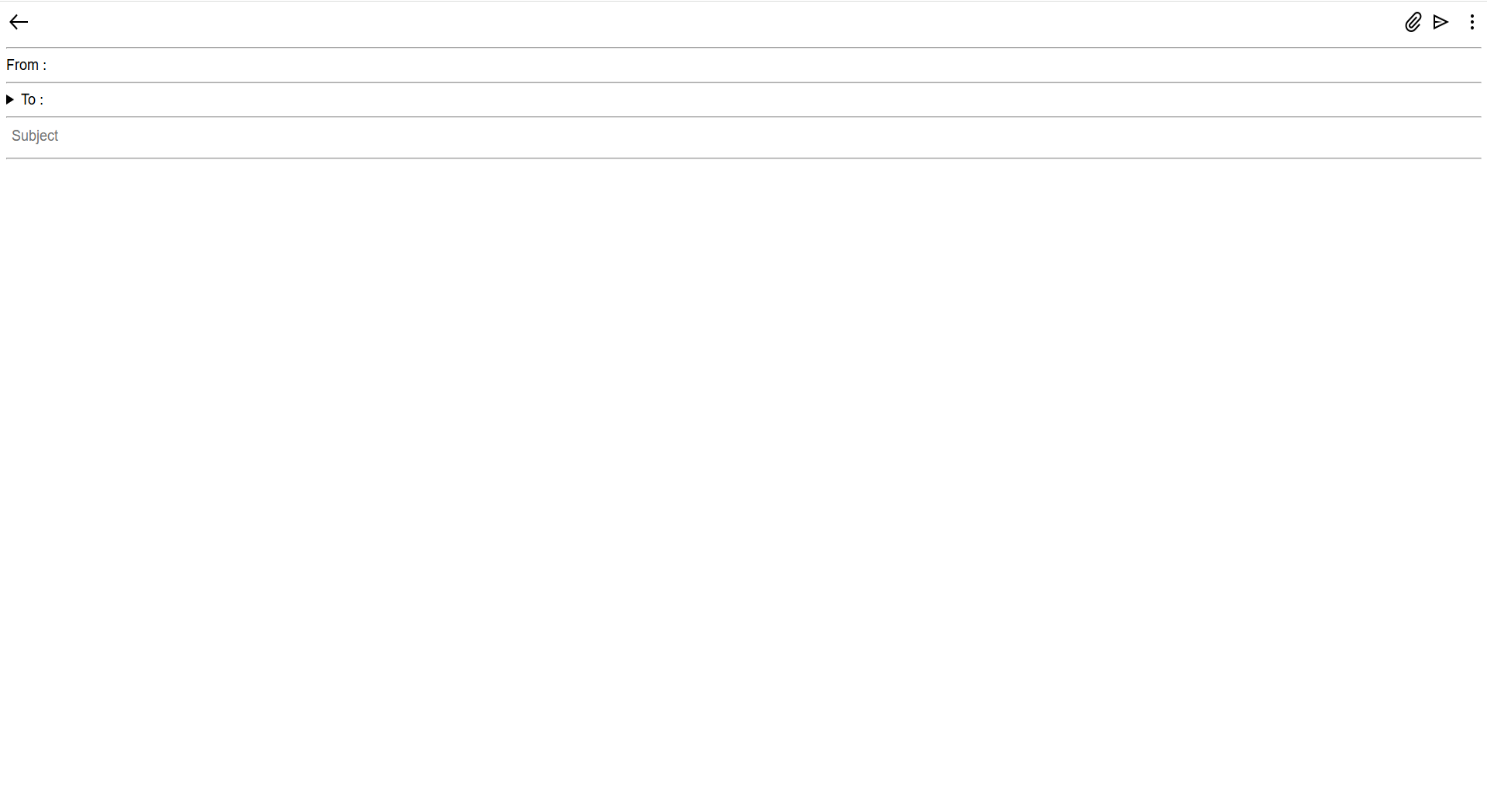 From :
To :
Subject